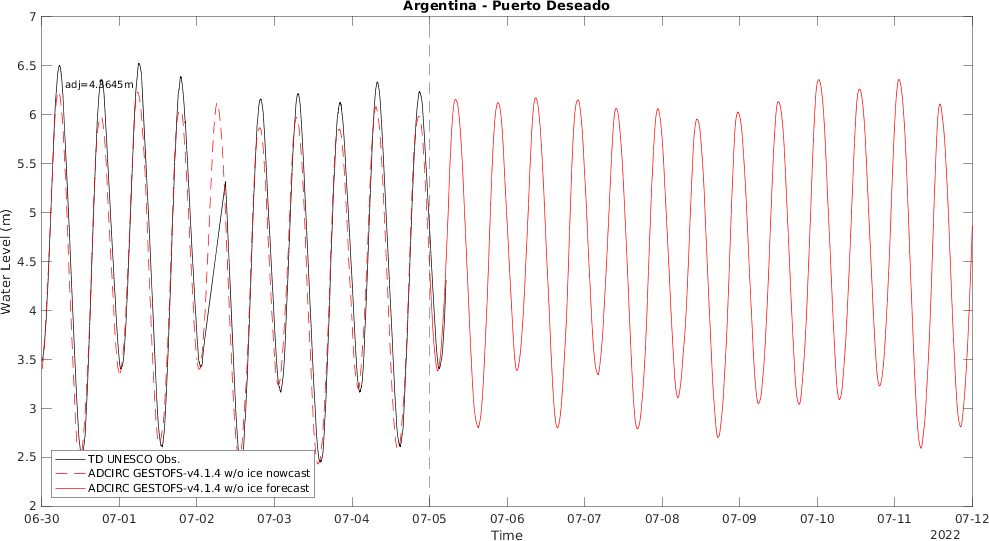 Argentina - Puerto Deseado
7
6.5
6
5.5
5
4.5
4
3.5
3
2.5
2
Water Level (m)
adj=4.3645m
TD UNESCO Obs.
ADCIRC GESTOFS-v4.1.4 w/o ice nowcast
ADCIRC GESTOFS-v4.1.4 w/o ice forecast
06-30 07-01 07-02 07-03 07-04 07-05 07-06 07-07 07-08 07-09 07-10 07-11 07-12
Time
2022